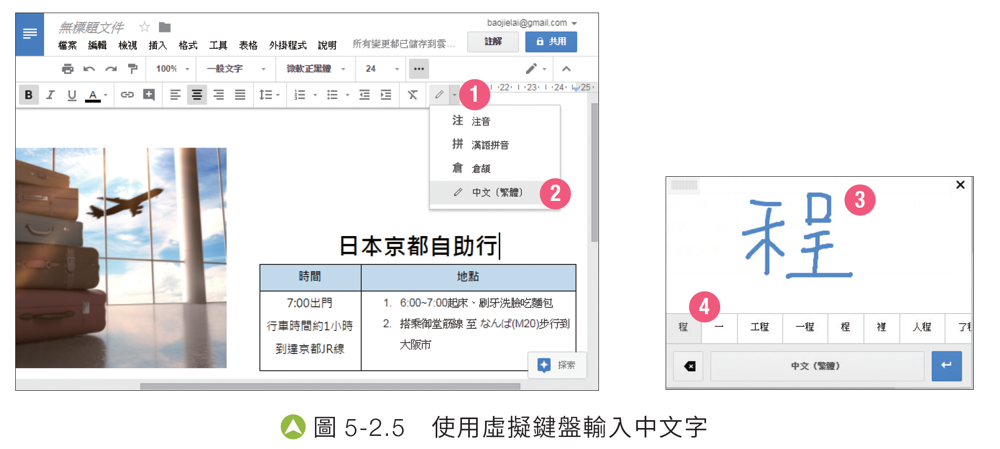 無標題文件
baojielai@gmail.com
檔案 編輯 檢視 插入 格式 工具 表格 外掛程式 說明 所有變更都已儲存到雲…
註解 共用
100% 一般文字 微軟正黑體 24
B I U A
22 23 24 25
1
注 注音
拼 漢語拼音
倉 倉頡
中文（繁體）
2
日本京都自助行
時間 地點
7:00出門
行車時間約1小時
到達京都JR線
1. 6:00~7:00起床、刷牙洗臉吃麵包
2. 搭乘御堂筋線 至 なんば(M20)步行到
大阪市
探索
程
3
4
程 一 工程 一程 桯 裡 人程 了程
中文（繁體）
圖 5-2.5 使用虛擬鍵盤輸入中文字